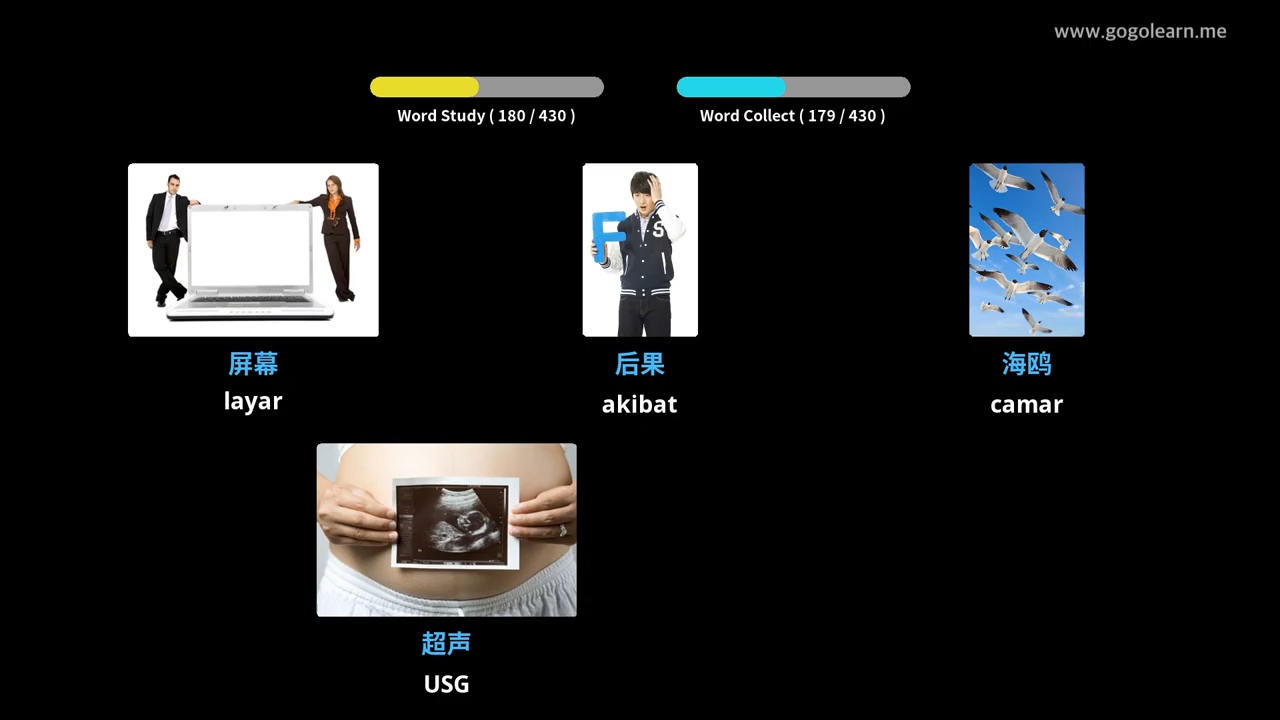 www.gogolearn.me
Word Study ( 180 / 430 )
Word Collect ( 179 / 430 )
F
S
屏幕
layar
后果
akibat
海鸥
camar
超声
USG